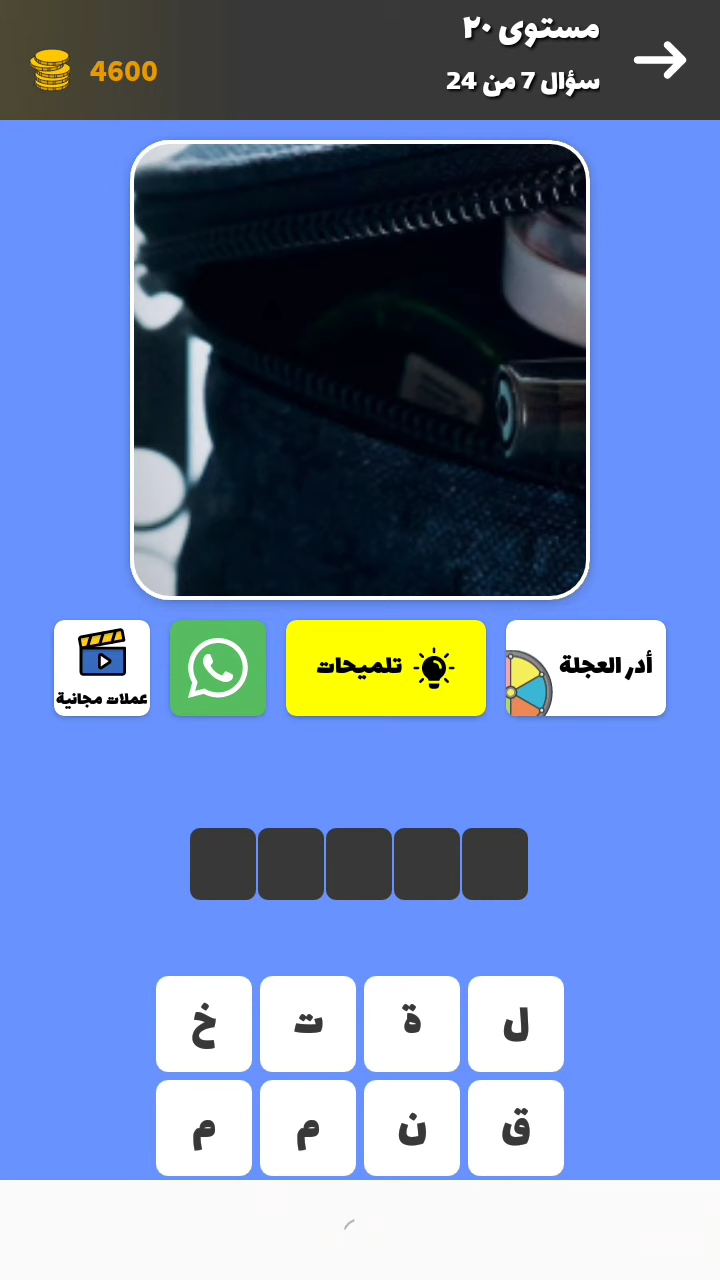 مستوى ٢٠
سؤال 7 من 24
4600
أدر العجلة
تلميحات
عملات مجانية
ل ة ت خ
ق ن م م